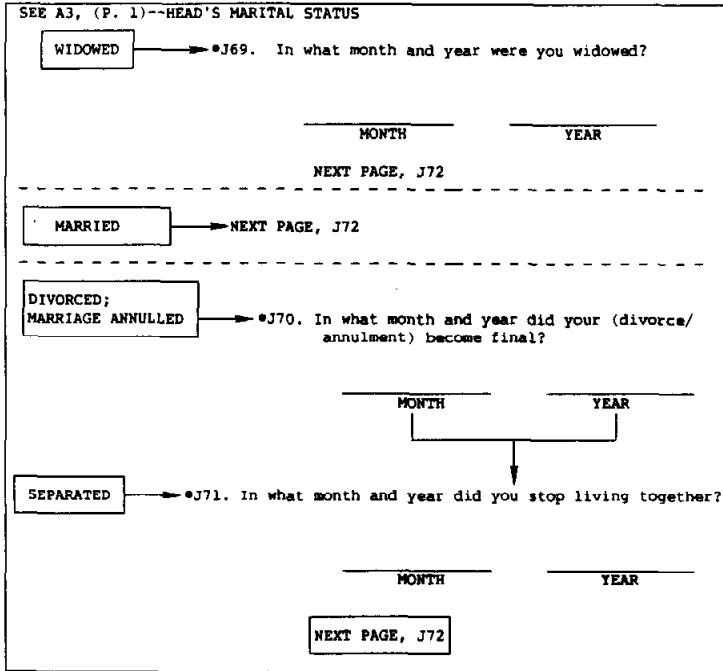 SEE A3, (P. 1)--HEAD'S MARITAL STATUS
WIDOWED
•J69. In what month and year were you widowed?
MONTH YEAR
NEXT PAGE, J72
MARRIED
NEXT PAGE, J72
DIVORCED;
MARRIAGE ANNULLED
•J70. In what month and year did your (divorce/
annulment) become final?
MONTH YEAR
SEPARATED
•J71. In what month and year did you stop living together?
MONTH YEAR
NEXT PAGE, J72